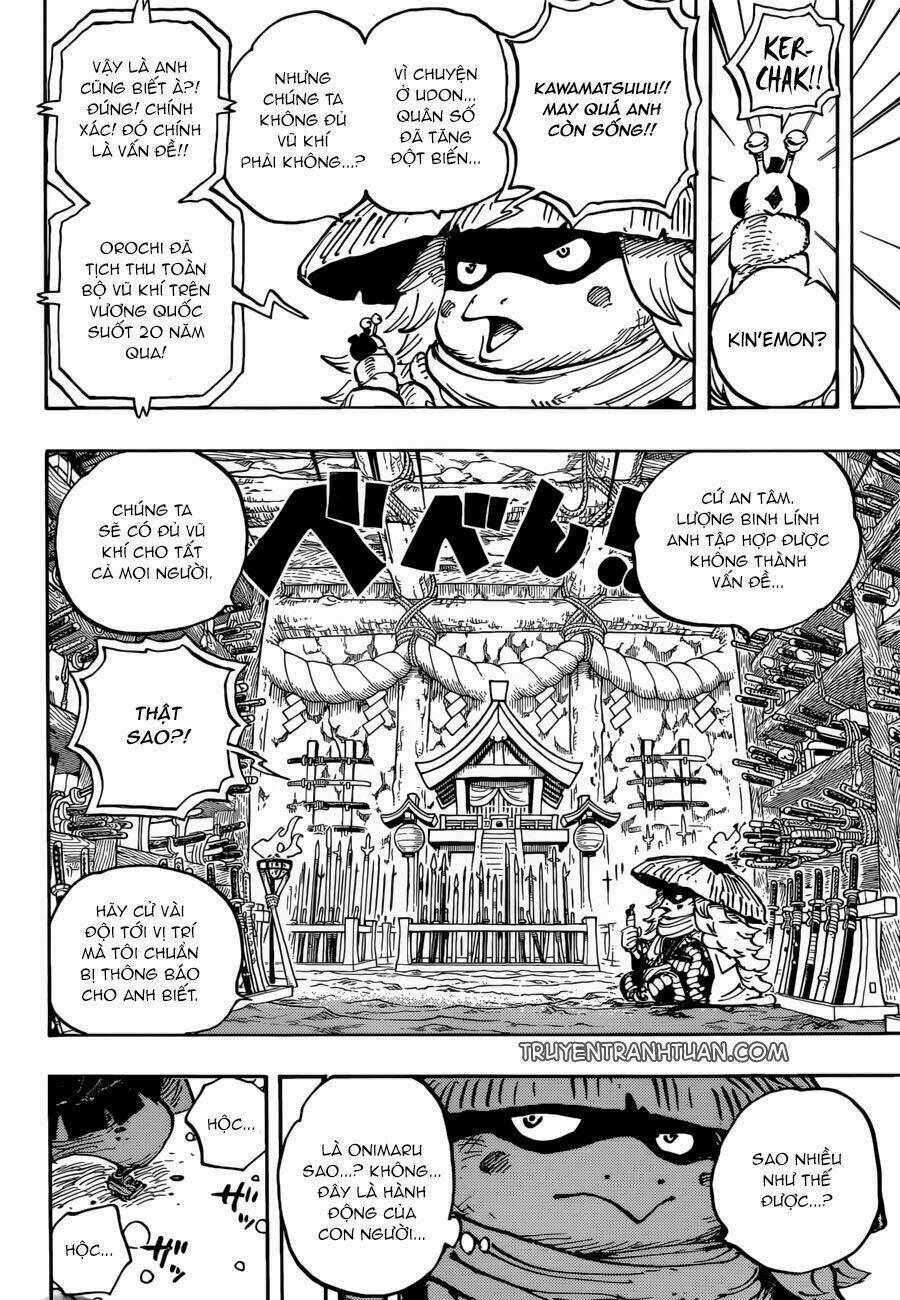 KER-
CHAK!!
KIN'EMON?
KAWAMATSUUU!!
MAY QUÁ ANH
CÒN SỐNG!!
VÌ CHUYỆN
Ở UDON...
QUÂN SỐ
ĐÃ TĂNG
ĐỘT BIẾN...
NHƯNG
CHÚNG TA
KHÔNG ĐỦ
VŨ KHÍ
PHẢI KHÔNG...?
VẬY LÀ ANH
CŨNG BIẾT À?!
ĐÚNG! CHÍNH
XÁC! ĐÓ CHÍNH
LÀ VẤN ĐỀ!!
OROCHI ĐÃ
TỊCH THU TOÀN
BỘ VŨ KHÍ TRÊN
VƯƠNG QUỐC
SUỐT 20 NĂM
QUA!
CỨ AN TÂM.
LƯỢNG BINH LÍNH
ANH TẬP HỢP ĐƯỢC
KHÔNG THÀNH
VẤN ĐỀ...
べべん!!
CHÚNG TA
SẼ CÓ ĐỦ VŨ
KHÍ CHO TẤT
CẢ MỌI NGƯỜI.
THẬT
SAO?!
HÃY CỬ VÀI
ĐỘI TỚI VỊ TRÍ
MÀ TÔI CHUẨN
BỊ THÔNG BÁO
CHO ANH BIẾT.
TRUYENTRANHTUAN.COM
SAO NHIỀU
NHƯ THẾ
ĐƯỢC...?
LÀ ONIMARU
SAO...? KHÔNG...
ĐÂY LÀ HÀNH
ĐỘNG CỦA
CON NGƯỜI...
HỘC...
ザッ
ザッ
HỘC...